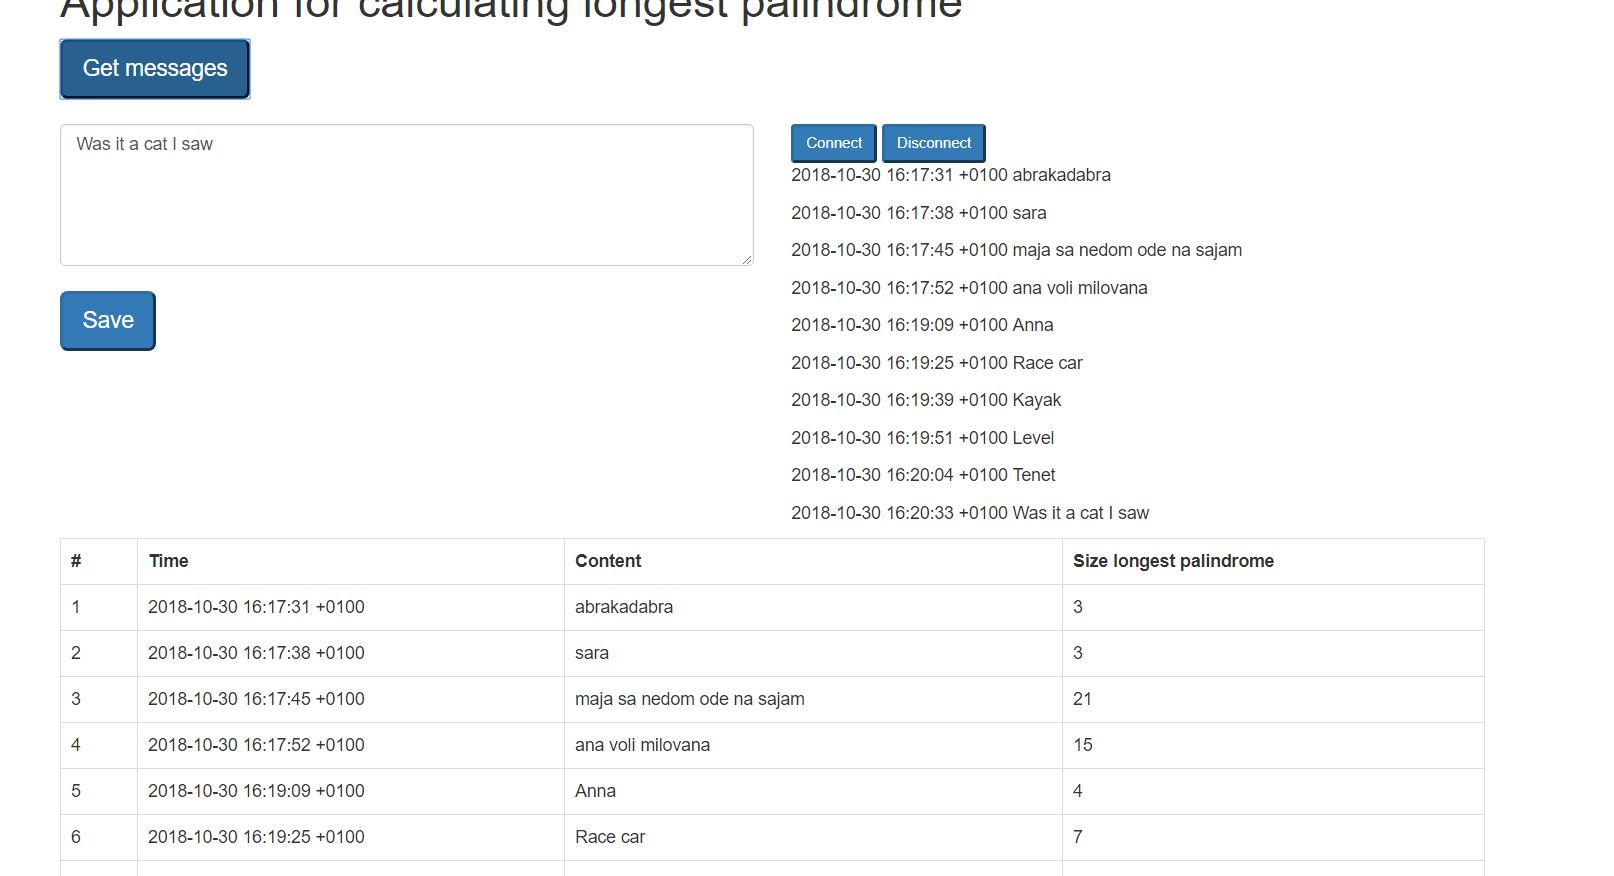 Application for calculating longest palindrome
Get messages
Was it a cat I saw
Save
Connect Disconnect
2018-10-30 16:17:31 +0100 abrakadabra
2018-10-30 16:17:38 +0100 sara
2018-10-30 16:17:45 +0100 maja sa nedom ode na sajam
2018-10-30 16:17:52 +0100 ana voli milovana
2018-10-30 16:19:09 +0100 Anna
2018-10-30 16:19:25 +0100 Race car
2018-10-30 16:19:39 +0100 Kayak
2018-10-30 16:19:51 +0100 Level
2018-10-30 16:20:04 +0100 Tenet
2018-10-30 16:20:33 +0100 Was it a cat I saw
# Time Content Size longest palindrome
1 2018-10-30 16:17:31 +0100 abrakadabra 3
2 2018-10-30 16:17:38 +0100 sara 3
3 2018-10-30 16:17:45 +0100 maja sa nedom ode na sajam 21
4 2018-10-30 16:17:52 +0100 ana voli milovana 15
5 2018-10-30 16:19:09 +0100 Anna 4
6 2018-10-30 16:19:25 +0100 Race car 7